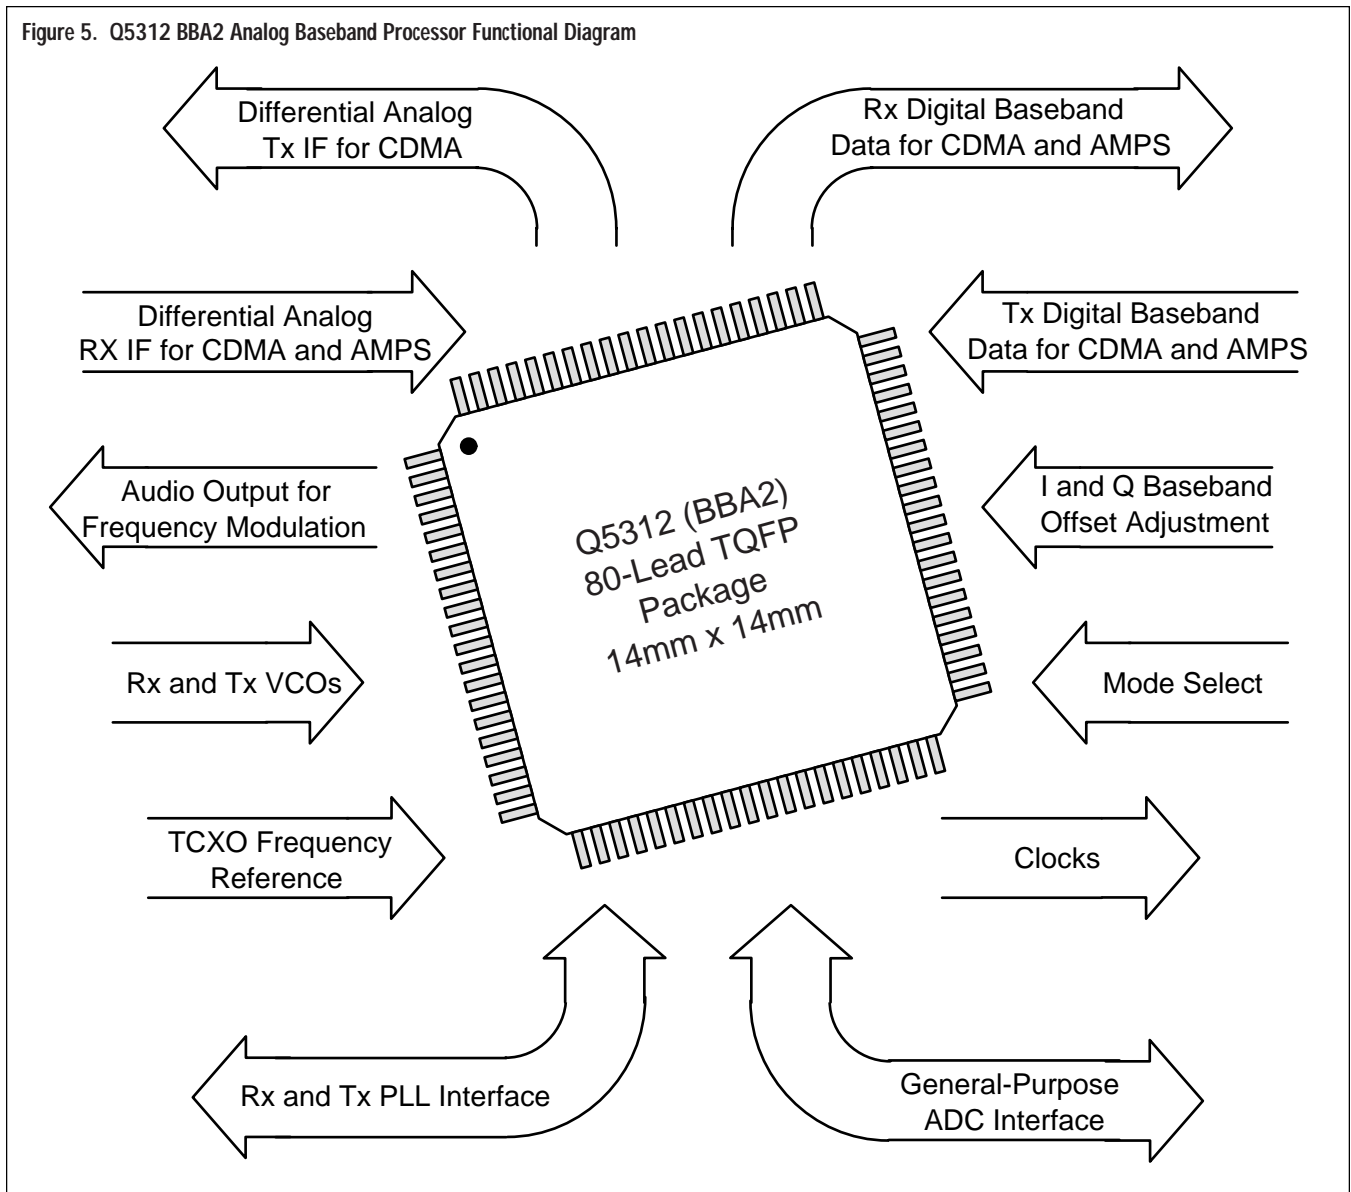 Figure 5. Q5312 BBA2 Analog Baseband Processor Functional Diagram
Differential Analog
Tx IF for CDMA
Rx Digital Baseband
Data for CDMA and AMPS
Differential Analog
RX IF for CDMA and AMPS
Tx Digital Baseband
Data for CDMA and AMPS
Audio Output for
Frequency Modulation
Q5312 (BBA2)
80-Lead TQFP
Package
14mm x 14mm
I and Q Baseband
Offset Adjustment
Rx and Tx VCOs
Mode Select
TCXO Frequency
Reference
Clocks
Rx and Tx PLL Interface
General-Purpose
ADC Interface